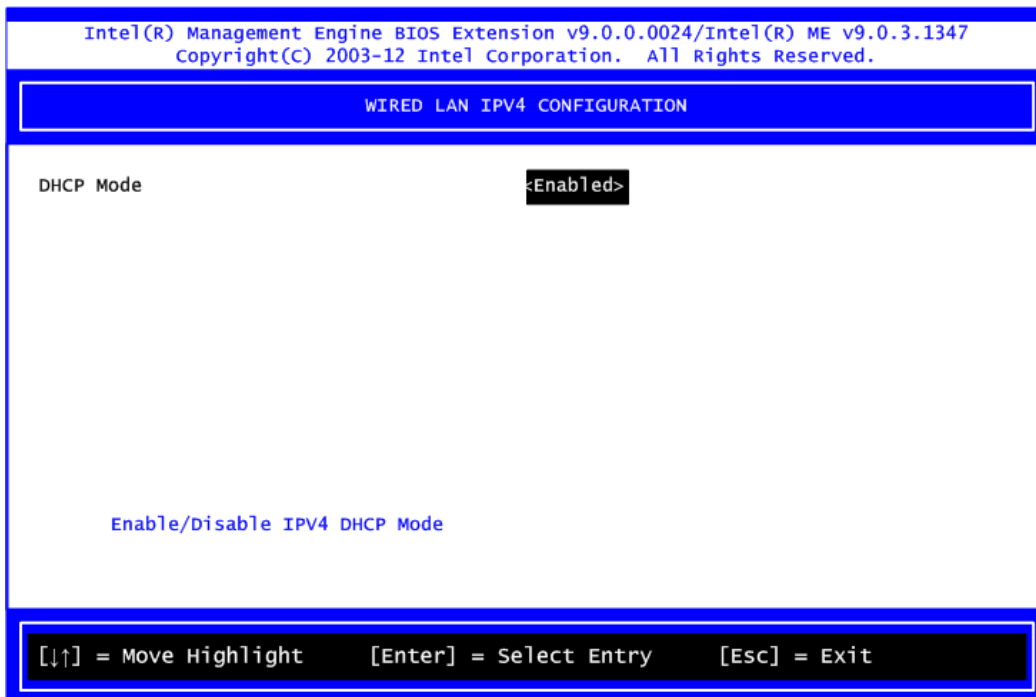 Intel(R) Management Engine BIOS Extension v9.0.0.0024/Intel(R) ME v9.0.3.1347
Copyright(C) 2003-12 Intel Corporation. All Rights Reserved.
WIRED LAN IPV4 CONFIGURATION
DHCP Mode <Enabled>
Enable/Disable IPV4 DHCP Mode
[↓↑] = Move Highlight [Enter] = Select Entry [Esc] = Exit